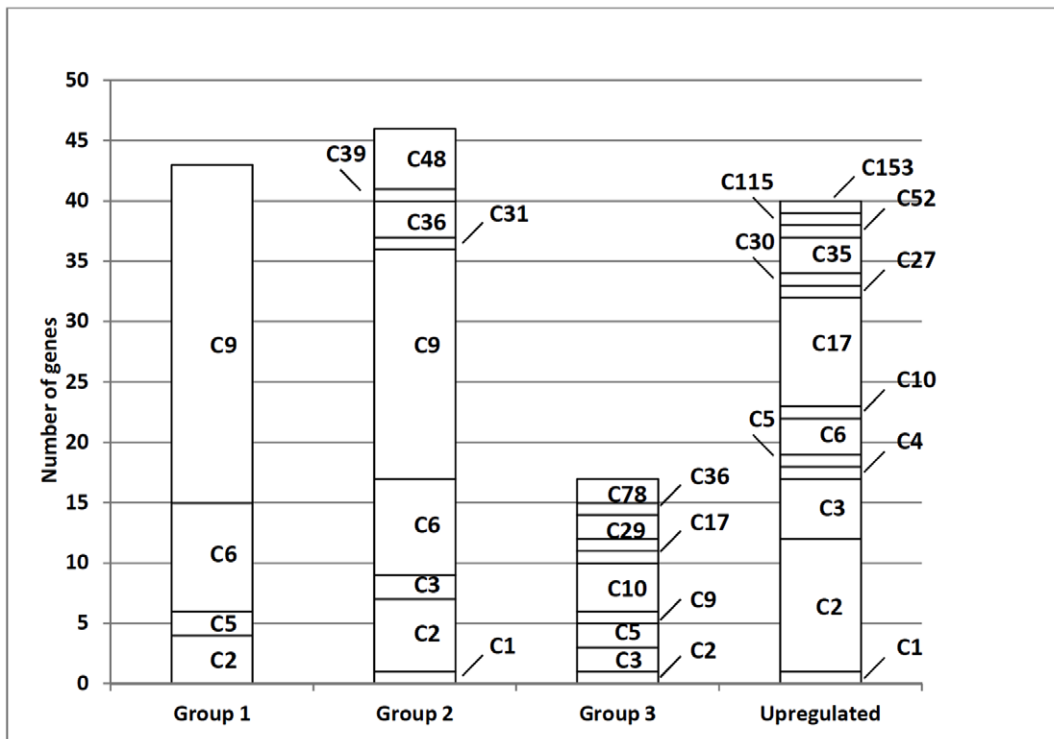 Number of genes
50
45
40
35
30
25
20
15
10
5
0
C9
C6
C5
C2
Group 1
C48
C39
C36
C31
C9
C6
C3
C2
C1
Group 2
C78
C36
C29
C17
C10
C9
C5
C3
C2
Group 3
C153
C115
C52
C35
C30
C27
C17
C10
C6
C5
C4
C3
C2
C1
Upregulated